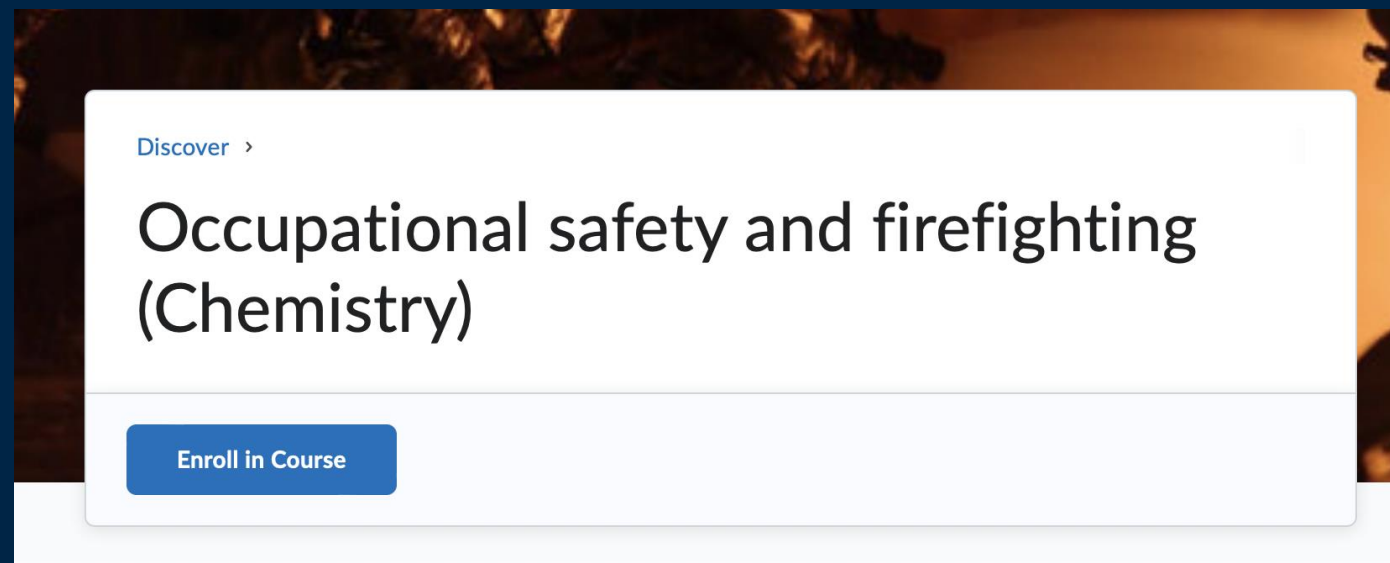 Discover >
Occupational safety and firefighting
(Chemistry)
Enroll in Course